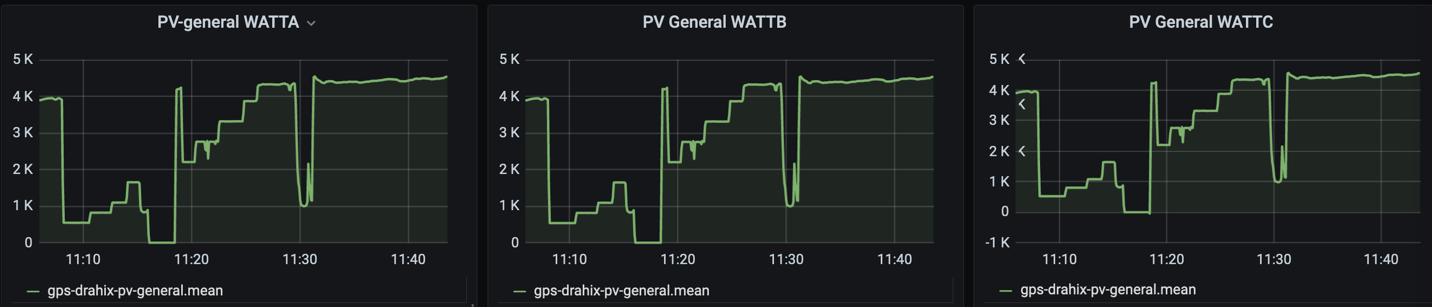 PV-general WATTA
5 K
4 K
3 K
2 K
1 K
0
11:10 11:20 11:30 11:40
gps-drahix-pv-general.mean
PV General WATTB
5 K
4 K
3 K
2 K
1 K
0
11:10 11:20 11:30 11:40
gps-drahix-pv-general.mean
PV General WATTC
5 K
4 K
3 K
2 K
1 K
0
-1 K
11:10 11:20 11:30 11:40
gps-drahix-pv-general.mean